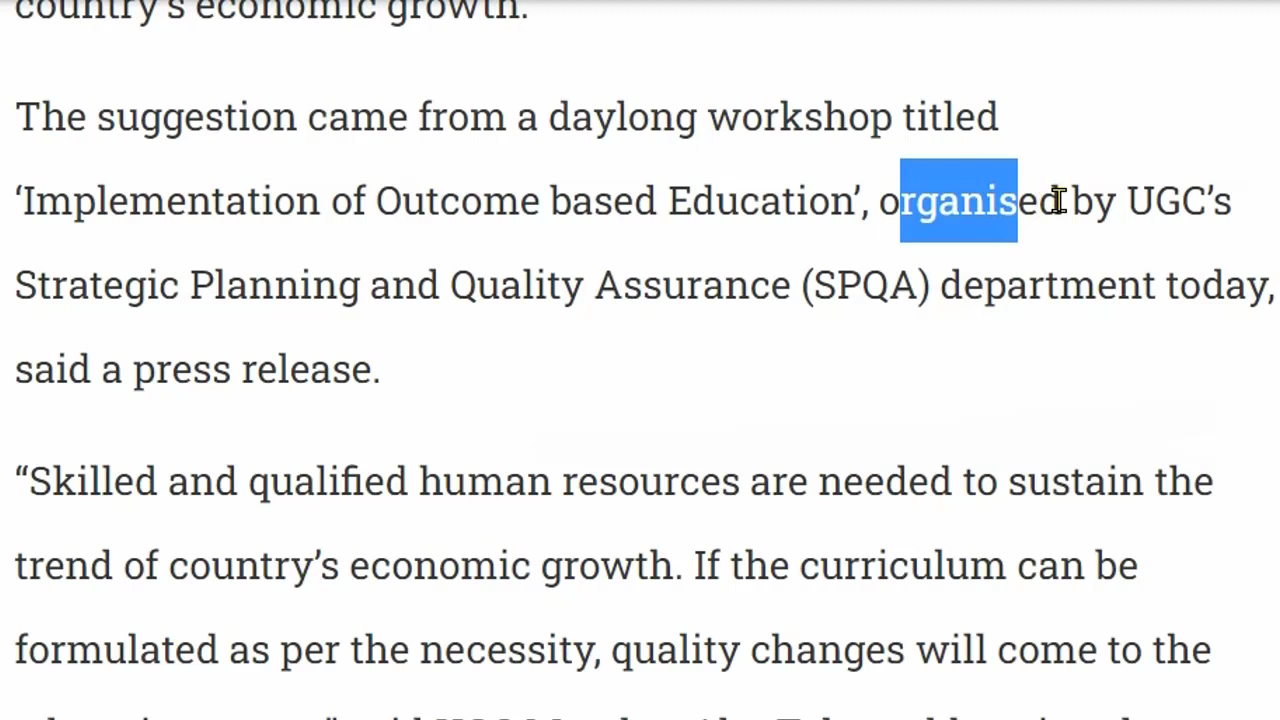 country's economic growth.
The suggestion came from a daylong workshop titled
‘Implementation of Outcome based Education’, organised by UGC’s
Strategic Planning and Quality Assurance (SPQA) department today,
said a press release.
“Skilled and qualified human resources are needed to sustain the
trend of country’s economic growth. If the curriculum can be
formulated as per the necessity, quality changes will come to the